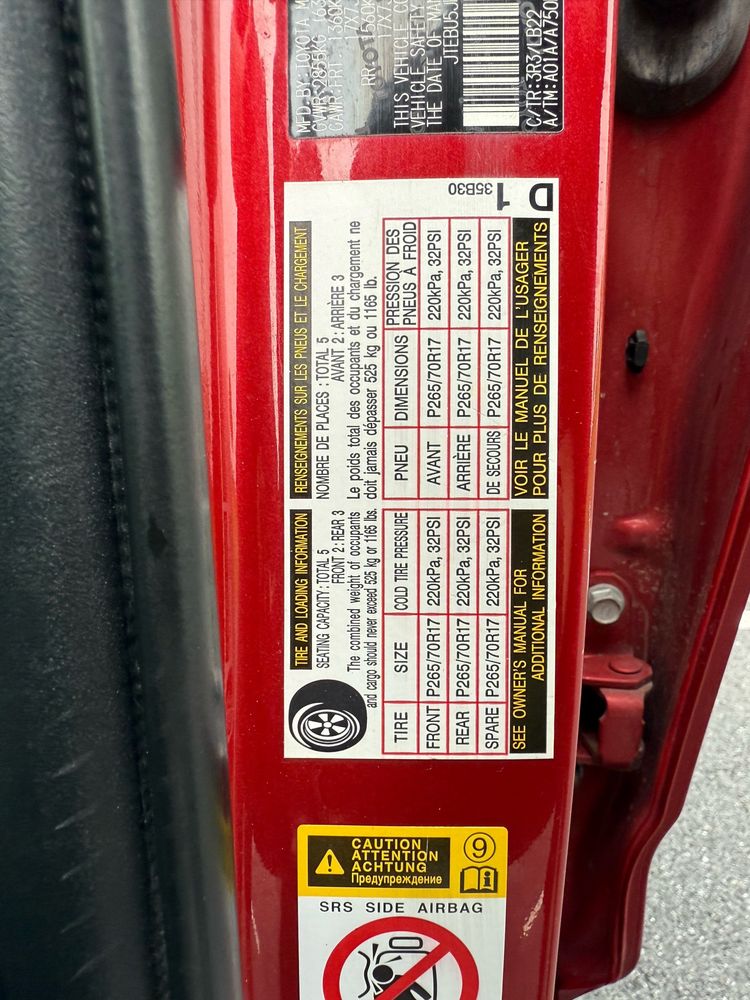 MFD BY: TOYOTA M
THIS VEHICLE CO
VEHICLE SAFETY
THE DATE OF MA
JTEBU5J
C/TR: 3R3/LB22
A/TM: A01A/A750
TIRE AND LOADING INFORMATION
SEATING CAPACITY: TOTAL 5
FRONT 2: REAR 3
The combined weight of occupants
and cargo should never exceed 525 kg or 1165 lbs.
TIRE SIZE COLD TIRE PRESSURE
FRONT P265/70R17 220kPa, 32PSI
REAR P265/70R17 220kPa, 32PSI
SPARE P265/70R17 220kPa, 32PSI
SEE OWNER'S MANUAL FOR
ADDITIONAL INFORMATION
RENSEIGNEMENTS SUR LES PNEUS ET LE CHARGEMENT
NOMBRE DE PLACES : TOTAL 5
AVANT 2: ARRIÈRE 3
Le poids total des occupants et du chargement ne
doit jamais dépasser 525 kg ou 1165 lb.
PNEU DIMENSIONS PRESSION DES PNEUS À FROID
AVANT P265/70R17 220kPa, 32PSI
ARRIÈRE P265/70R17 220kPa, 32PSI
DE SECOURS P265/70R17 220kPa, 32PSI
VOIR LE MANUEL DE L'USAGER
POUR PLUS DE RENSEIGNEMENTS
35B30
D 1
CAUTION
ATTENTION
ACHTUNG
Предупреждение
9
SRS SIDE AIRBAG